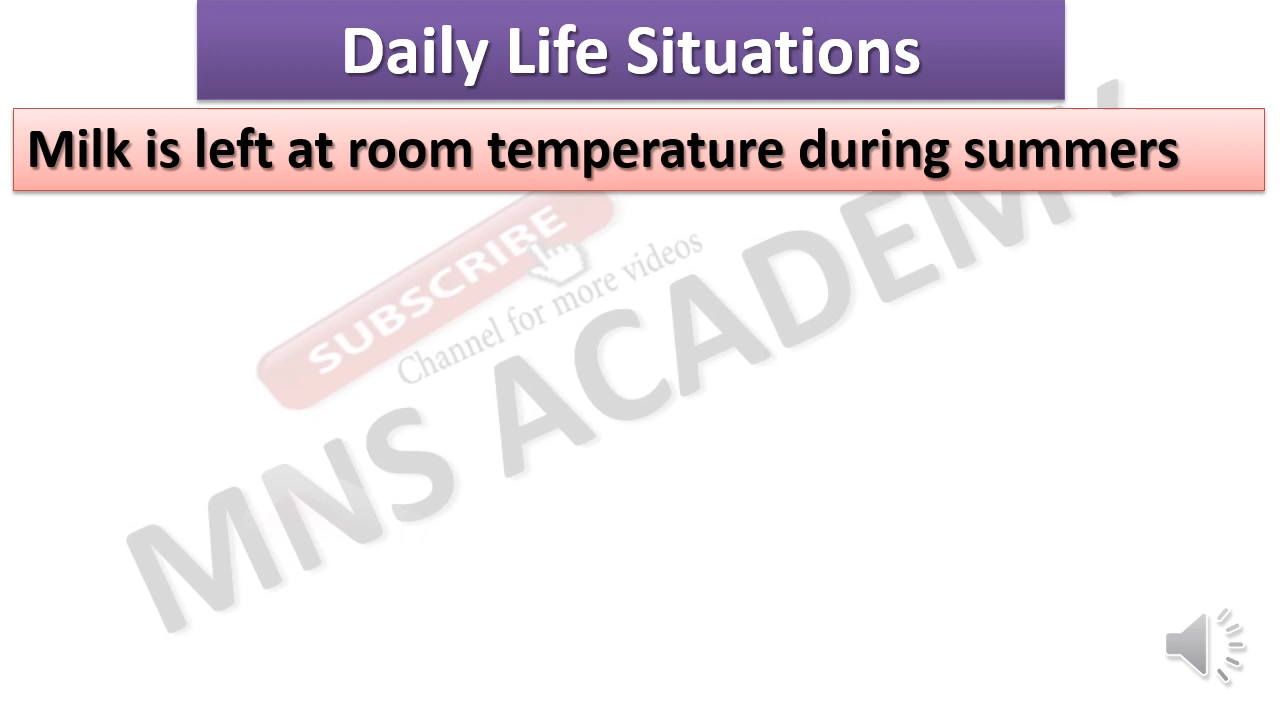 Daily Life Situations
Milk is left at room temperature during summers
SUBSCRIBE
Channel for more videos
MNS ACADEMY